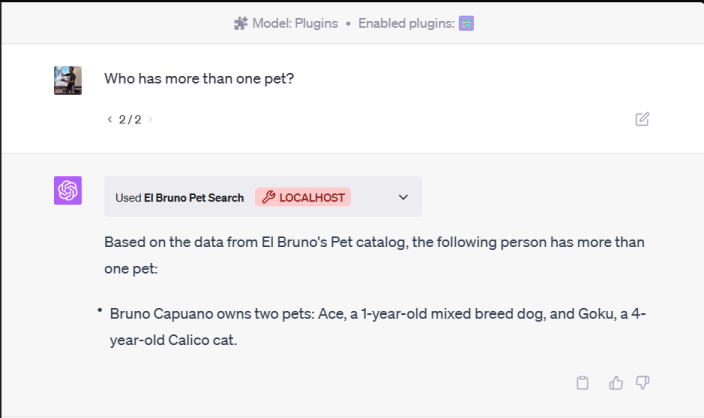 Model: Plugins • Enabled plugins:
Who has more than one pet?
< 2/2 >
Used El Bruno Pet Search LOCALHOST
Based on the data from El Bruno's Pet catalog, the following person has more than
one pet:
• Bruno Capuano owns two pets: Ace, a 1-year-old mixed breed dog, and Goku, a 4-
year-old Calico cat.